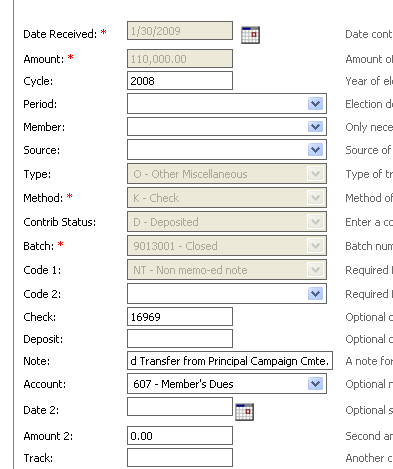 Date Received: * 1/30/2009 Date cont
Amount: * 110,000.00 Amount of
Cycle: 2008 Year of el
Period: Election d
Member: Only nece
Source: Source of
Type: O - Other Miscellaneous Type of tr
Method: * K - Check Method of
Contrib Status: D - Deposited Enter a co
Batch: * 9013001 - Closed Batch num
Code 1: NT - Non memo-ed note Required
Code 2: Required
Check: 16969 Optional
Deposit: Optional
Note: d Transfer from Principal Campaign Cmte. A note for
Account: 607 - Member's Dues Optional
Date 2: Optional s
Amount 2: 0.00 Second an
Track: Another c